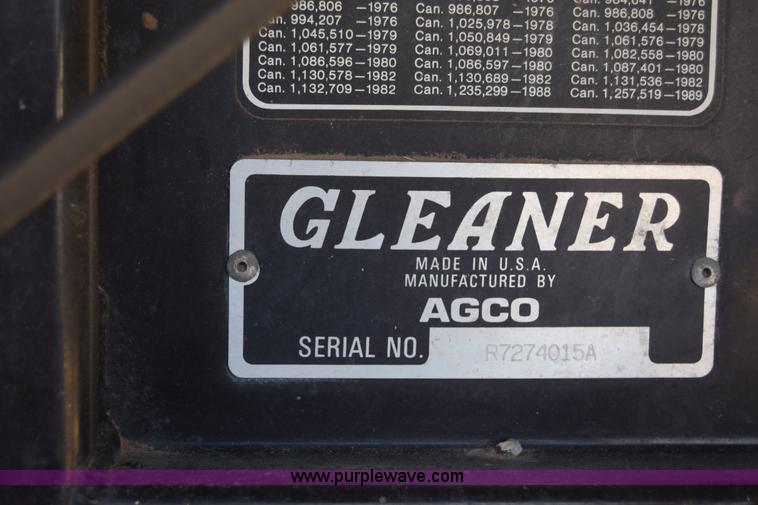 986,806 –1976 986,807 –1976 986,808 –1976
Can. 994,207 –1976 Can. 1,025,978 –1978 Can. 1,036,454 –1978
Can. 1,045,510 –1979 Can. 1,050,849 –1979 Can. 1,061,576 –1979
Can. 1,061,577 –1979 Can. 1,069,011 –1980 Can. 1,082,558 –1980
Can. 1,086,596 –1980 Can. 1,086,597 –1980 Can. 1,087,401 –1980
Can. 1,130,578 –1982 Can. 1,130,689 –1982 Can. 1,131,536 –1982
Can. 1,132,709 –1982 Can. 1,235,299 –1988 Can. 1,257,519 –1989
GLEANER
MADE IN U.S.A.
MANUFACTURED BY
AGCO
SERIAL NO. R7274015A
www.purplewave.com